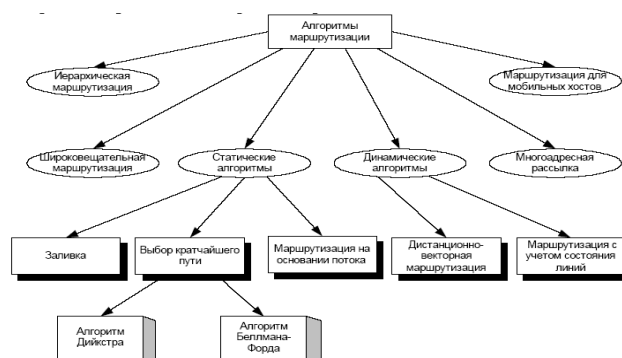 Алгоритмы
маршрутизации
Иерархическая
маршрутизация
Маршрутизация для
мобильных хостов
Широковещательная
маршрутизация
Статические
алгоритмы
Динамические
алгоритмы
Многоадресная
рассылка
Заливка
Выбор кратчайшего
пути
Маршрутизация на
основании потока
Дистанционно-
векторная
маршрутизация
Маршрутизация с
учетом состояния
линий
Алгоритм
Дийкстра
Алгоритм
Беллмана-
Форда